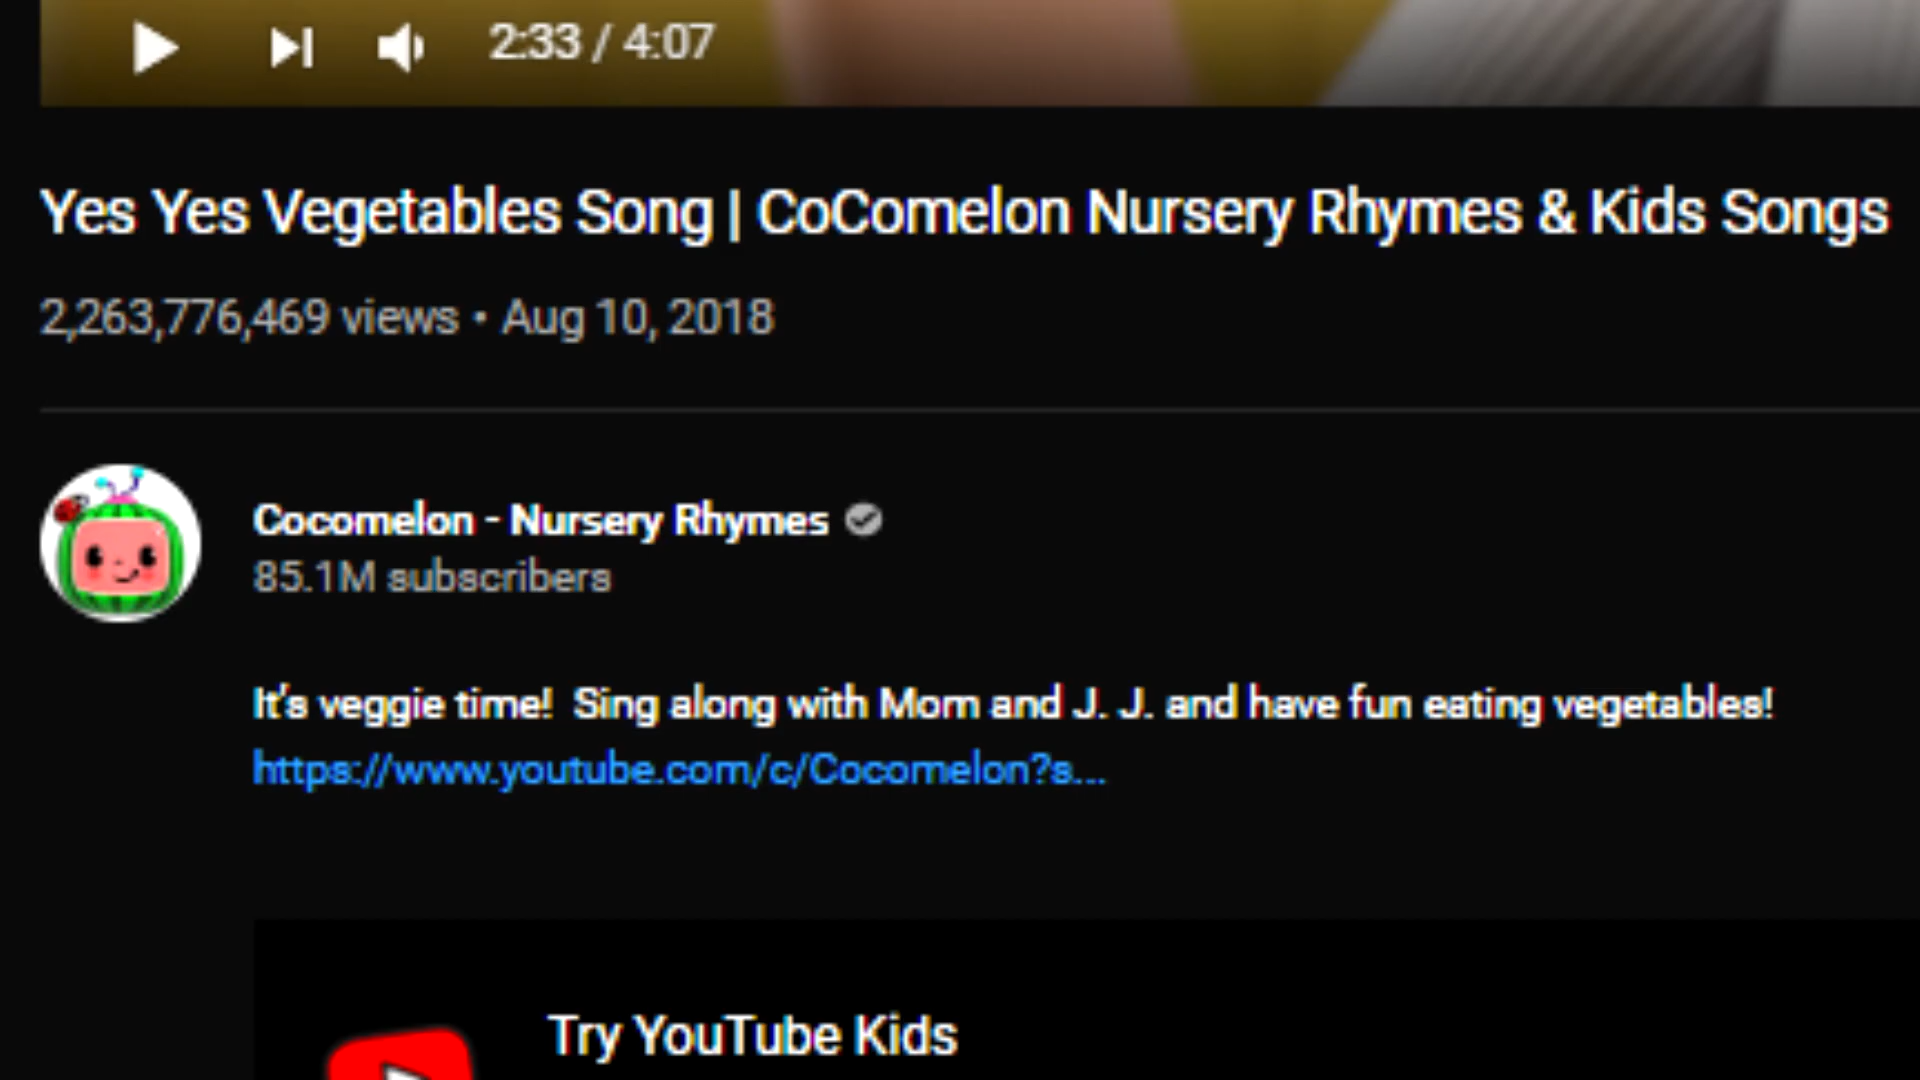 2:33 / 4:07
Yes Yes Vegetables Song | CoComelon Nursery Rhymes & Kids Songs
2,263,776,469 views • Aug 10, 2018
Cocomelon - Nursery Rhymes
85.1M subscribers
It's veggie time!  Sing along with Mom and J. J. and have fun eating vegetables!
https://www.youtube.com/c/Cocomelon?s...
Try YouTube Kids